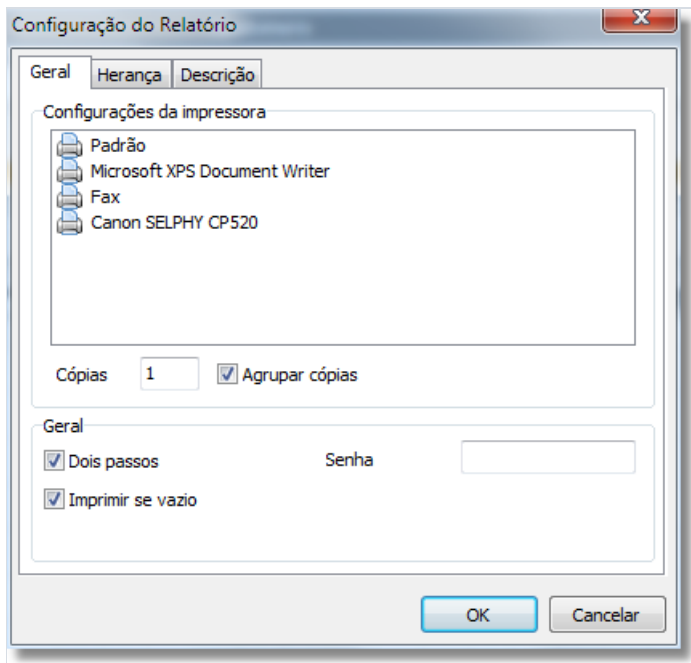 Configuração do Relatório
Geral Herança Descrição
Configurações da impressora
Padrão
Microsoft XPS Document Writer
Fax
Canon SELPHY CP520
Cópias 1 Agrupar cópias
Geral
Dois passos Senha
Imprimir se vazio
OK Cancelar